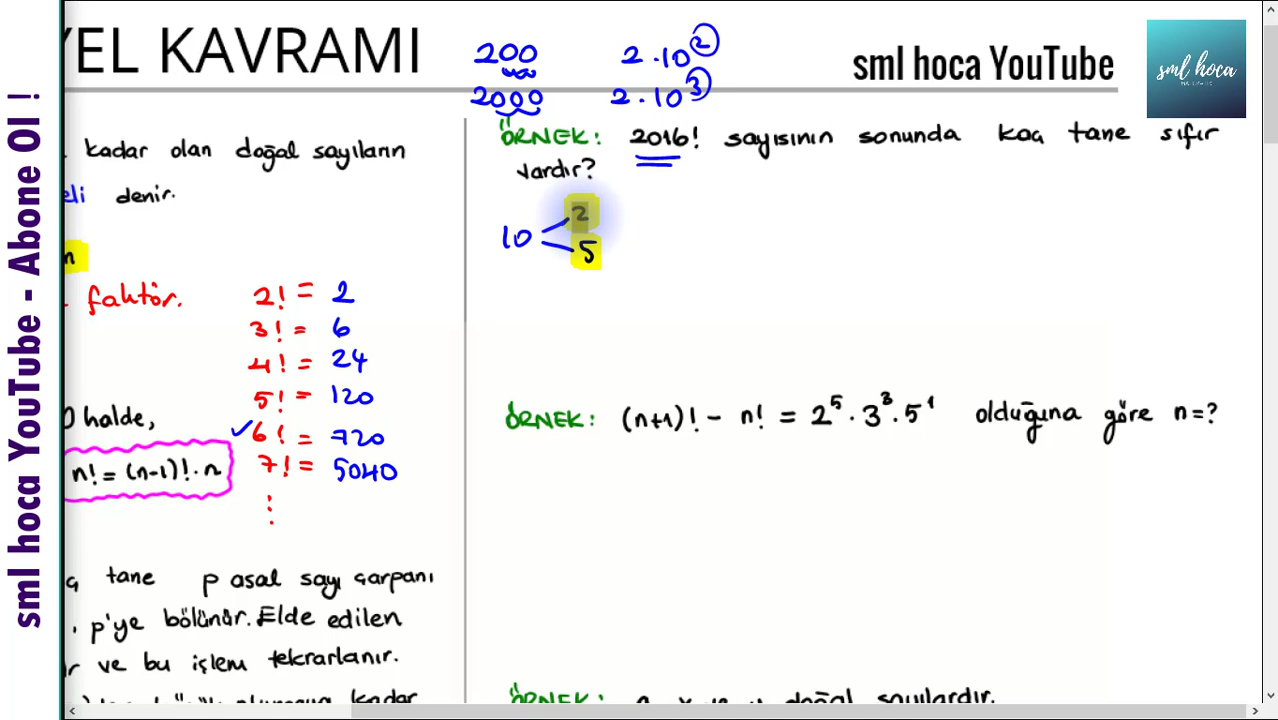 sml hoca YouTube - Abone Ol !
YEL KAVRAMI
kadar olan doğal sayıların
eli denir.
n
faktör.
2! = 2
3! = 6
4! = 24
5! = 120
6! = 720
7! = 5040
halde,
n! = (n-1)! . n
tane p asal sayı çarpanı
. p'ye bölünür. Elde edilen
ve bu işlem tekrarlanır.
200 2.10²
2000 2.10³
sml hoca YouTube
sml hoca
ÖRNEK: 2016! sayısının sonunda kaç tane sıfır
vardır?
10
2
5
ÖRNEK: (n+1)! - n! = 2⁵ . 3³ . 5¹ olduğuna göre n=?
ÖRNEK: doğal sayılardır.